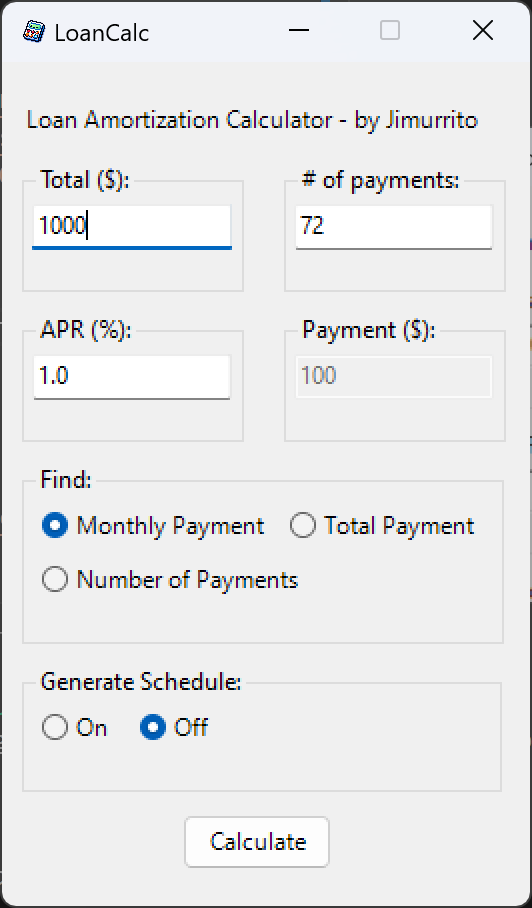 LoanCalc
Loan Amortization Calculator - by Jimurrito
Total ($): # of payments:
1000 72
APR (%): Payment ($):
1.0 100
Find:
Monthly Payment Total Payment
Number of Payments
Generate Schedule:
On Off
Calculate